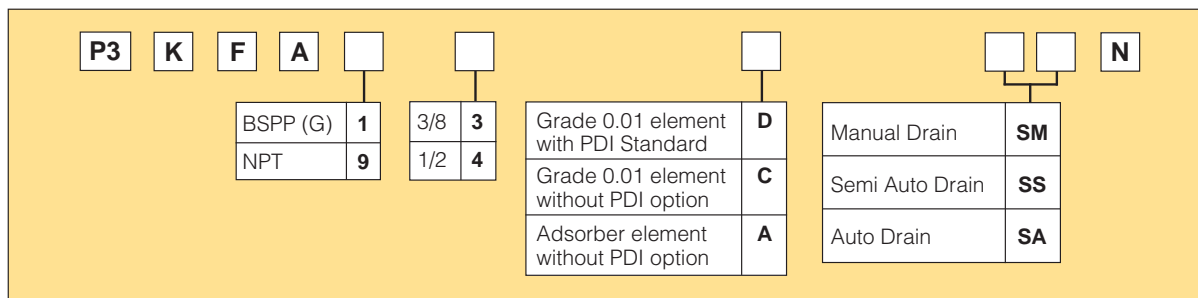 P3 K F A N
BSPP (G) 1
NPT 9
3/8 3
1/2 4
Grade 0.01 element D
with PDI Standard
Grade 0.01 element C
without PDI option
Adsorber element A
without PDI option
Manual Drain SM
Semi Auto Drain SS
Auto Drain SA